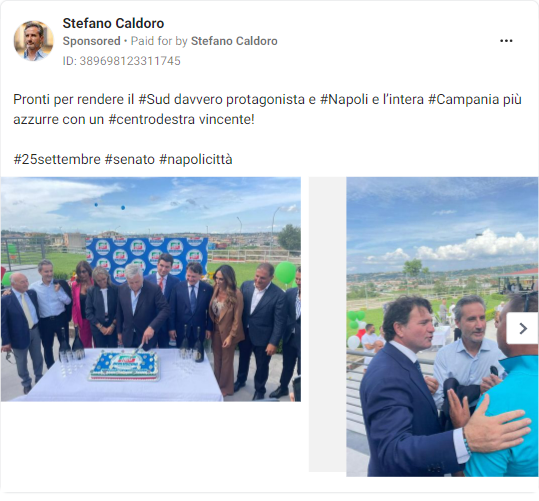 Stefano Caldoro
Sponsored • Paid for by Stefano Caldoro
ID: 389698123311745
Pronti per rendere il #Sud davvero protagonista e #Napoli e l'intera #Campania più
azzurre con un #centrodestra vincente!
#25settembre #senato #napolicittà